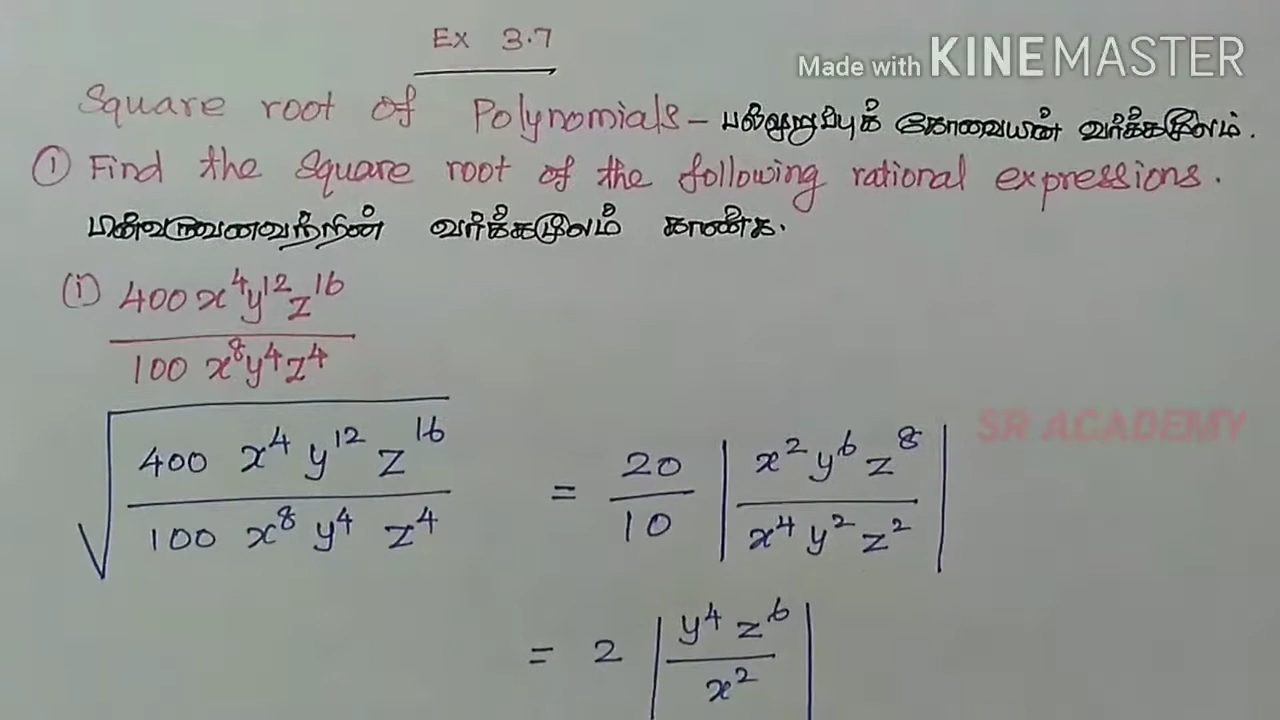 Ex 3.7
Made with KINEMASTER
Square root of Polynomials - பல்லுறுப்புக் கோவையின் வர்க்கமூலம்.
① Find the square root of the following rational expressions.
பின்வருவனவற்றின் வர்க்கமூலம் காண்க.
(i) 400x⁴y¹²z¹⁶ / 100x⁸y⁴z⁴
√(400 x⁴ y¹² z¹⁶ / 100 x⁸ y⁴ z⁴) = 20/10 |x²y⁶z⁸ / x⁴y²z²|
SR ACADEMY
= 2 |y⁴z⁶ / x²|